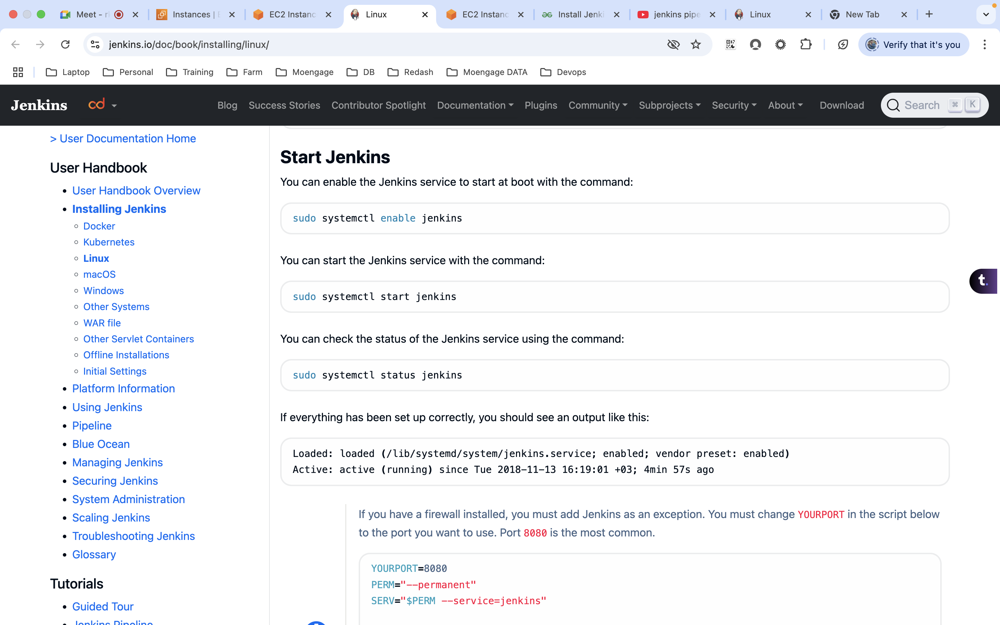 Meet - r
Instances | E
EC2 Instanc
Linux
EC2 Instanc
Install Jenki
jenkins pipe
Linux
New Tab
jenkins.io/doc/book/installing/linux/
Verify that it's you
Laptop
Personal
Training
Farm
Moengage
DB
Redash
Moengage DATA
Devops
Jenkins
cd
Blog
Success Stories
Contributor Spotlight
Documentation
Plugins
Community
Subprojects
Security
About
Download
Search ⌘ K
> User Documentation Home
User Handbook
User Handbook Overview
Installing Jenkins
Docker
Kubernetes
Linux
macOS
Windows
Other Systems
WAR file
Other Servlet Containers
Offline Installations
Initial Settings
Platform Information
Using Jenkins
Pipeline
Blue Ocean
Managing Jenkins
Securing Jenkins
System Administration
Scaling Jenkins
Troubleshooting Jenkins
Glossary
Tutorials
Guided Tour
Jenkins Pipeline
Start Jenkins
You can enable the Jenkins service to start at boot with the command:
sudo systemctl enable jenkins
You can start the Jenkins service with the command:
sudo systemctl start jenkins
You can check the status of the Jenkins service using the command:
sudo systemctl status jenkins
If everything has been set up correctly, you should see an output like this:
Loaded: loaded (/lib/systemd/system/jenkins.service; enabled; vendor preset: enabled)
Active: active (running) since Tue 2018-11-13 16:19:01 +03; 4min 57s ago
If you have a firewall installed, you must add Jenkins as an exception. You must change YOURPORT in the script below
to the port you want to use. Port 8080 is the most common.
YOURPORT=8080
PERM="--permanent"
SERV="$PERM --service=jenkins"
t.